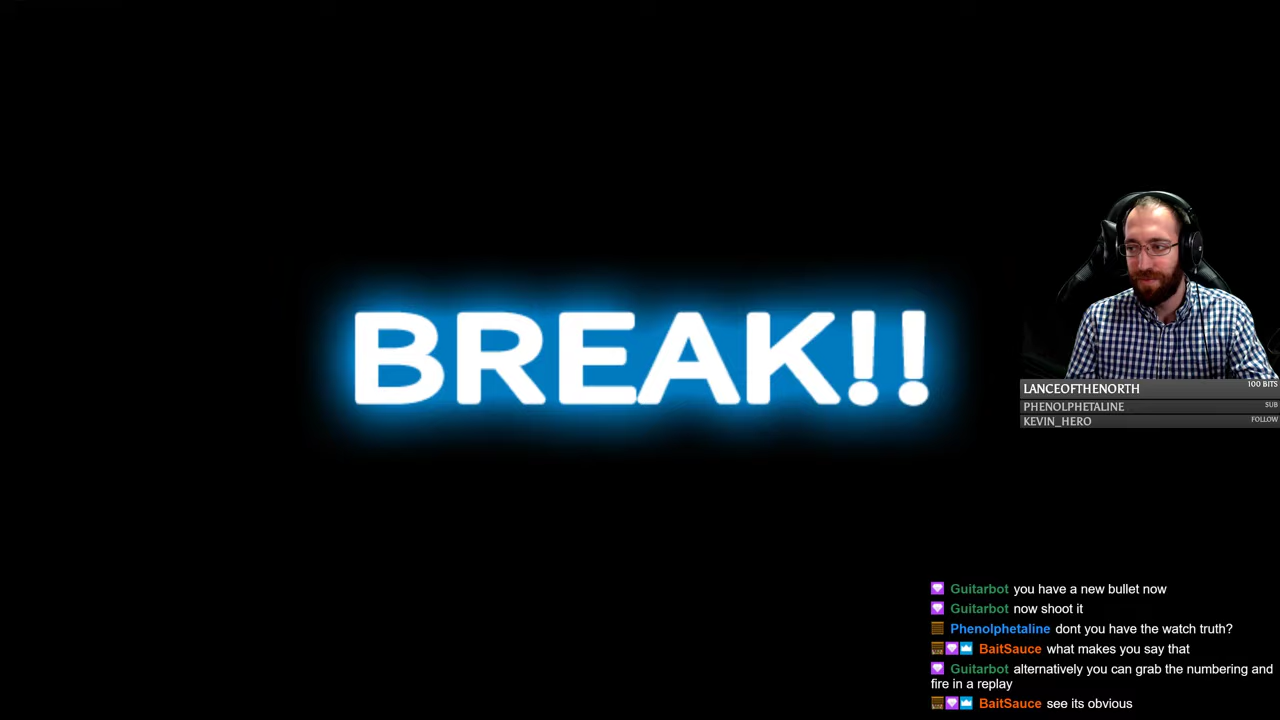 BREAK!!
LANCEOFTHENORTH 100 BITS
PHENOLPHETALINE SUB
KEVIN_HERO FOLLOW
Guitarbot you have a new bullet now
Guitarbot now shoot it
Phenolphetaline dont you have the watch truth?
BaitSauce what makes you say that
Guitarbot alternatively you can grab the numbering and
fire in a replay
BaitSauce see its obvious